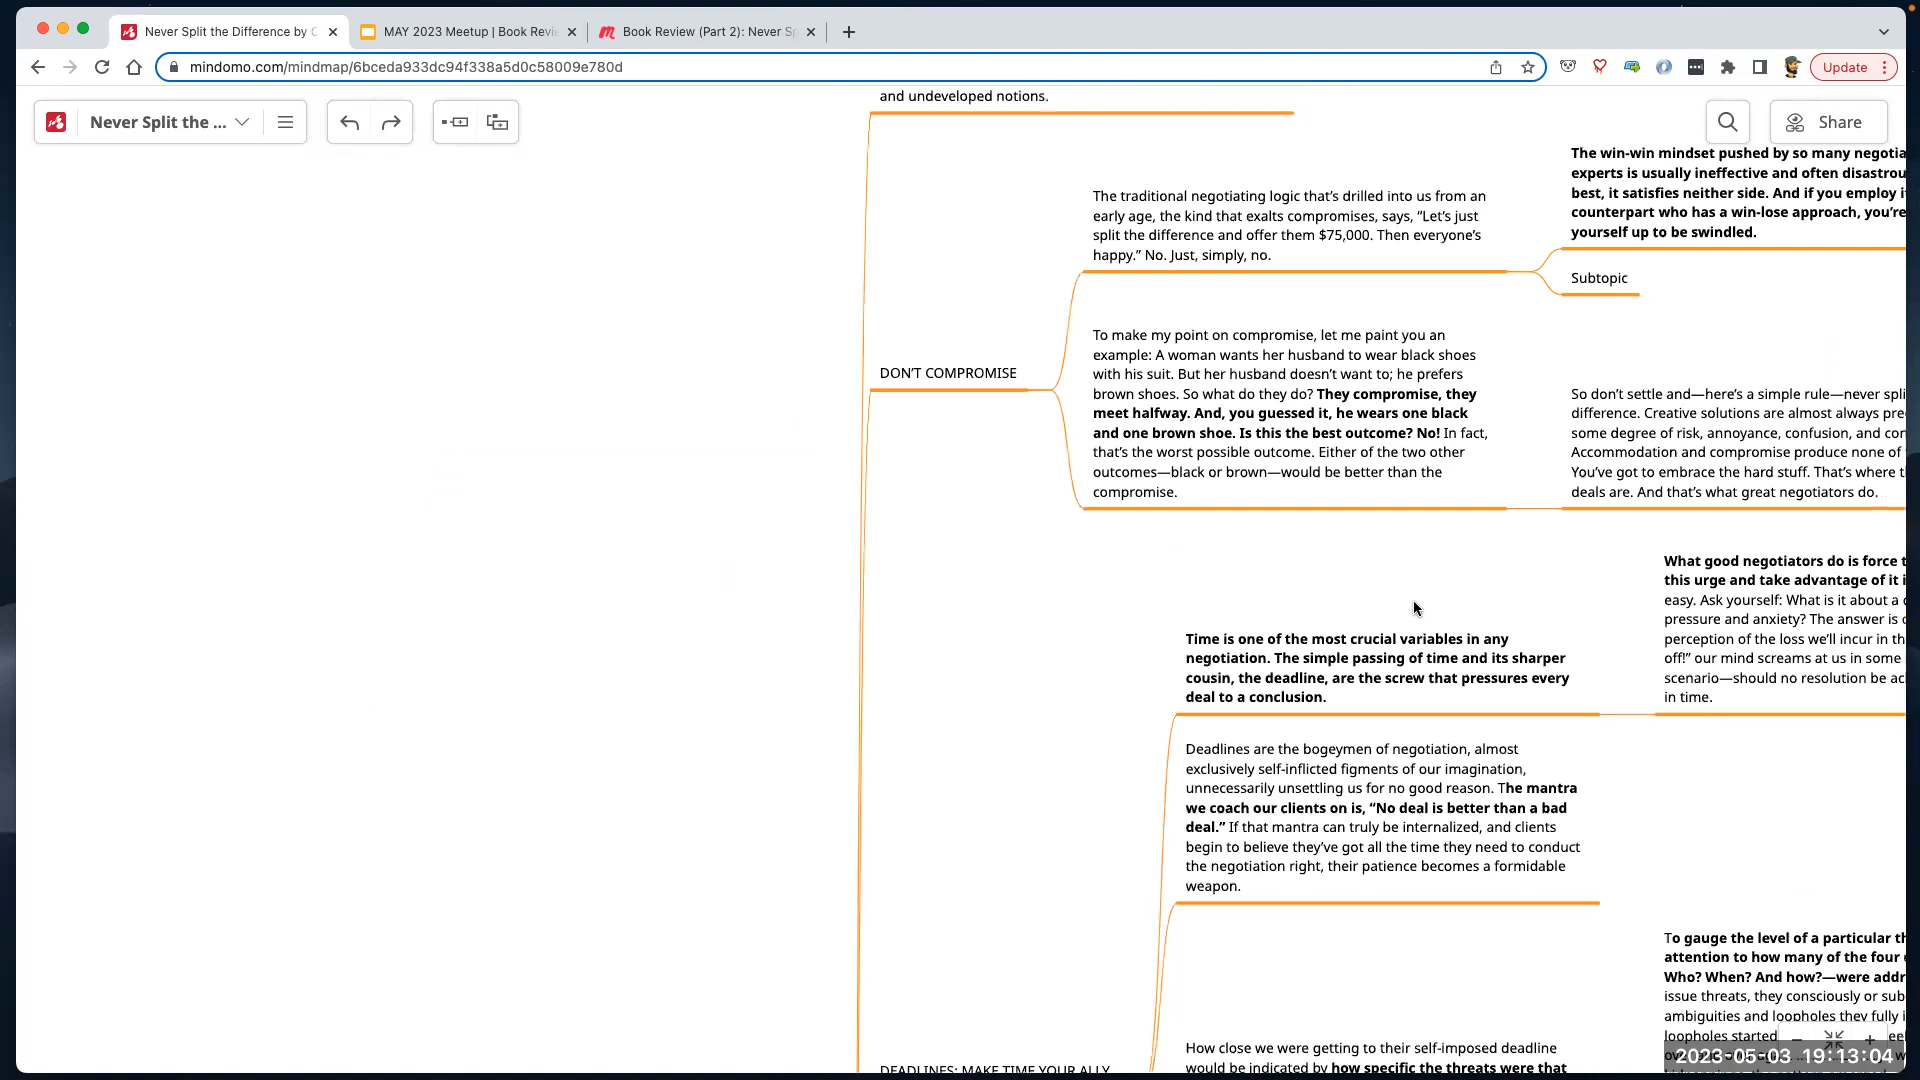 Never Split the Difference by C
MAY 2023 Meetup | Book Revi
Book Review (Part 2): Never S
mindomo.com/mindmap/6bceda933dc94f338a5d0c58009e780d
Update
Never Split the ...
Share
and undeveloped notions.
The traditional negotiating logic that's drilled into us from an
early age, the kind that exalts compromises, says, “Let's just
split the difference and offer them $75,000. Then everyone's
happy.” No. Just, simply, no.
The win-win mindset pushed by so many negotia
experts is usually ineffective and often disastrou
best, it satisfies neither side. And if you employ i
counterpart who has a win-lose approach, you're
yourself up to be swindled.
Subtopic
DON'T COMPROMISE
To make my point on compromise, let me paint you an
example: A woman wants her husband to wear black shoes
with his suit. But her husband doesn't want to; he prefers
brown shoes. So what do they do? They compromise, they
meet halfway. And, you guessed it, he wears one black
and one brown shoe. Is this the best outcome? No! In fact,
that's the worst possible outcome. Either of the two other
outcomes—black or brown—would be better than the
compromise.
So don't settle and—here's a simple rule—never spli
difference. Creative solutions are almost always pre
some degree of risk, annoyance, confusion, and con
Accommodation and compromise produce none of
You've got to embrace the hard stuff. That's where t
deals are. And that's what great negotiators do.
Time is one of the most crucial variables in any
negotiation. The simple passing of time and its sharper
cousin, the deadline, are the screw that pressures every
deal to a conclusion.
What good negotiators do is force t
this urge and take advantage of it i
easy. Ask yourself: What is it about a
pressure and anxiety? The answer is
perception of the loss we'll incur in th
off!” our mind screams at us in some
scenario—should no resolution be ac
in time.
Deadlines are the bogeymen of negotiation, almost
exclusively self-inflicted figments of our imagination,
unnecessarily unsettling us for no good reason. The mantra
we coach our clients on is, “No deal is better than a bad
deal.” If that mantra can truly be internalized, and clients
begin to believe they've got all the time they need to conduct
the negotiation right, their patience becomes a formidable
weapon.
To gauge the level of a particular th
attention to how many of the four
Who? When? And how?—were addr
issue threats, they consciously or sub
ambiguities and loopholes they fully i
loopholes started
DEADLINES: MAKE TIME YOUR ALLY
How close we were getting to their self-imposed deadline
would be indicated by how specific the threats were that
2023-05-03 19:13:04